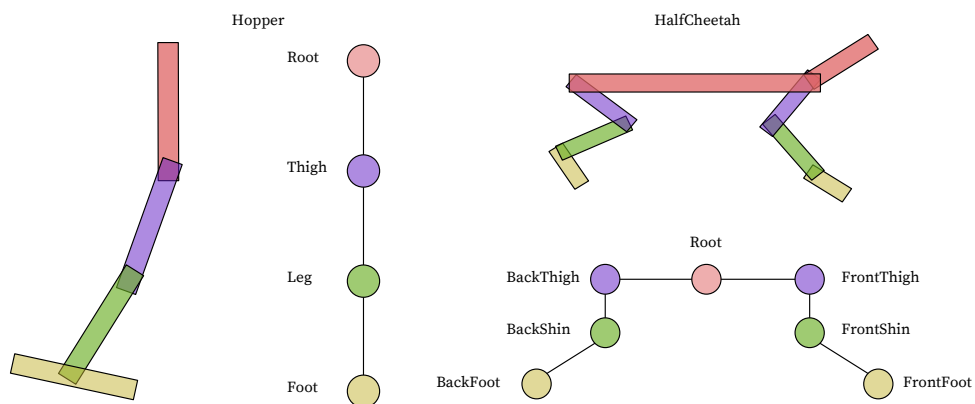 Hopper
Root
Thigh
Leg
Foot
HalfCheetah
Root
BackThigh
FrontThigh
BackShin
FrontShin
BackFoot
FrontFoot